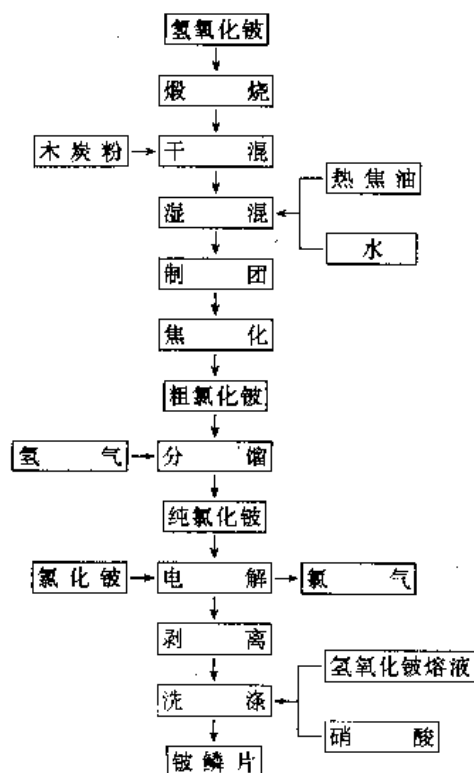 氢氧化铍
煅烧
木炭粉
干混
热焦油
湿混
水
制团
焦化
粗氯化铍
氢气
分馏
纯氯化铍
氯化铍
电解
氯气
剥离
氢氧化铍熔液
洗涤
硝酸
铍鳞片